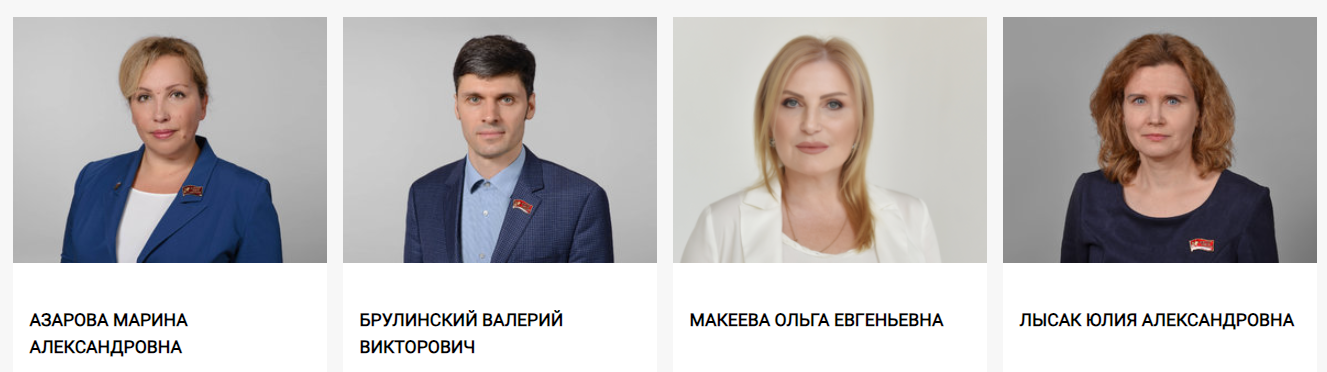 АЗАРОВА МАРИНА
АЛЕКСАНДРОВНА
БРУЛИНСКИЙ ВАЛЕРИЙ
ВИКТОРОВИЧ
МАКЕЕВА ОЛЬГА ЕВГЕНЬЕВНА
ЛЫСАК ЮЛИЯ АЛЕКСАНДРОВНА